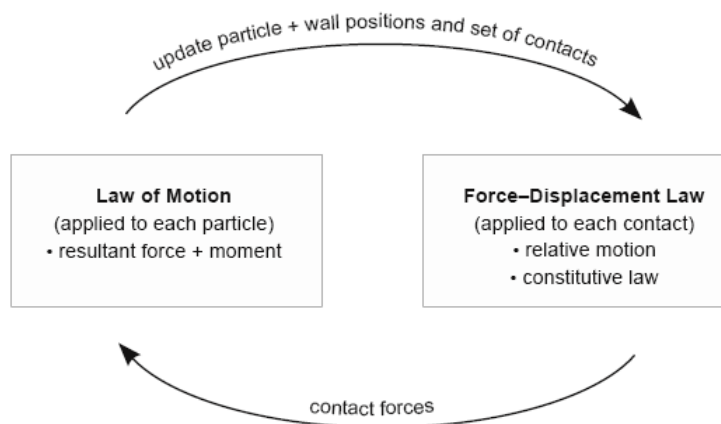 update particle + wall positions and set of contacts
Law of Motion
(applied to each particle)
• resultant force + moment
Force–Displacement Law
(applied to each contact)
• relative motion
• constitutive law
contact forces